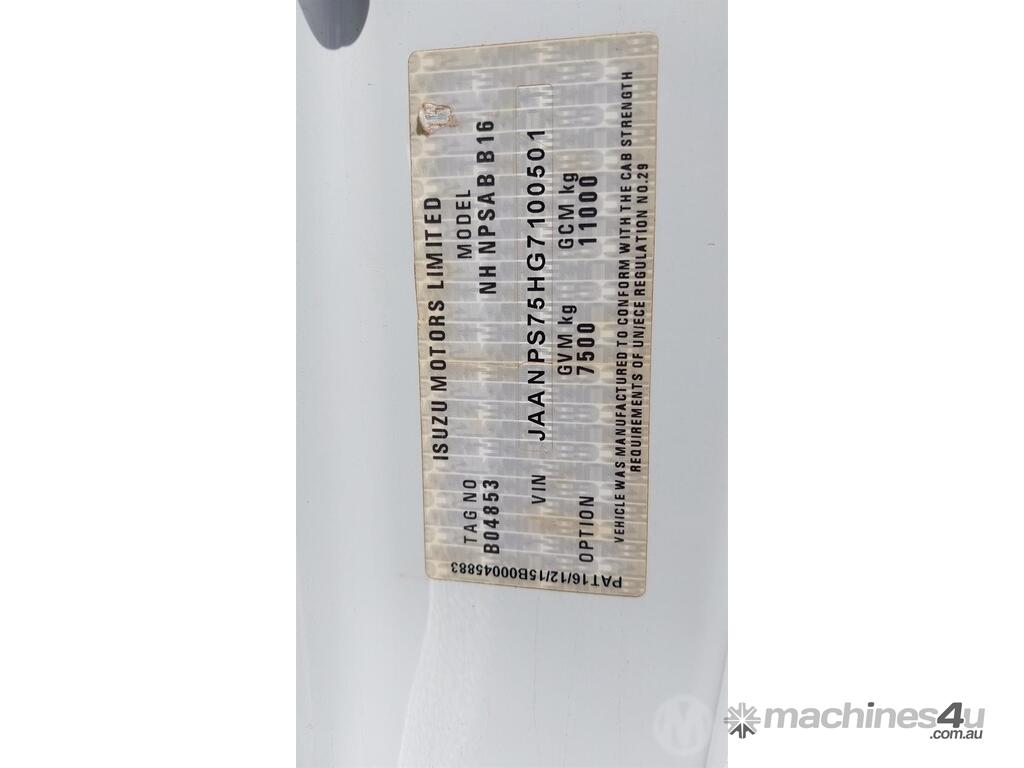 ISUZU MOTORS LIMITED
TAG NO MODEL
B04853 NH NPSAB B16
VIN JAANPS75HG7100501
GVM kg GCM kg
OPTION 7500 11000
VEHICLE WAS MANUFACTURED TO CONFORM WITH THE CAB STRENGTH
REQUIREMENTS OF UN/ECE REGULATION NO.29
PAT16/12/15B00045883
machines4u
.com.au